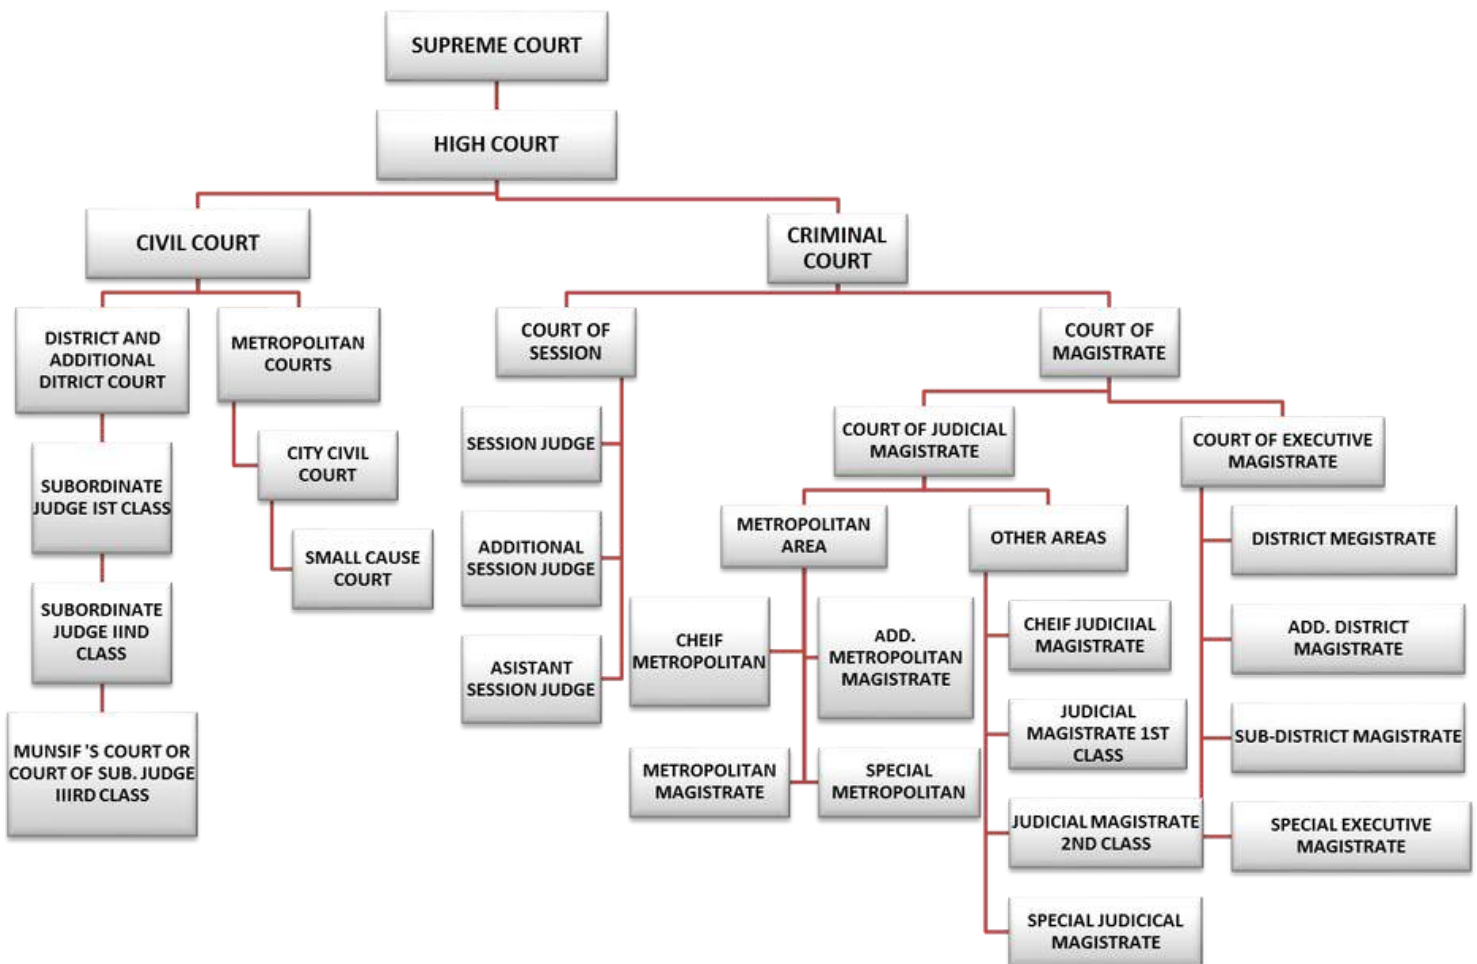 SUPREME COURT
HIGH COURT
CIVIL COURT
CRIMINAL
COURT
DISTRICT AND
ADDITIONAL
DITRICT COURT
METROPOLITAN
COURTS
COURT OF
SESSION
COURT OF
MAGISTRATE
SUBORDINATE
JUDGE IST CLASS
CITY CIVIL
COURT
SESSION JUDGE
COURT OF JUDICIAL
MAGISTRATE
COURT OF EXECUTIVE
MAGISTRATE
SMALL CAUSE
COURT
ADDITIONAL
SESSION JUDGE
METROPOLITAN
AREA
OTHER AREAS
DISTRICT MEGISTRATE
SUBORDINATE
JUDGE IIND
CLASS
ASISTANT
SESSION JUDGE
CHEIF
METROPOLITAN
ADD.
METROPOLITAN
MAGISTRATE
CHEIF JUDICIIAL
MAGISTRATE
ADD. DISTRICT
MAGISTRATE
MUNSIF 'S COURT OR
COURT OF SUB. JUDGE
IIIRD CLASS
METROPOLITAN
MAGISTRATE
SPECIAL
METROPOLITAN
JUDICIAL
MAGISTRATE 1ST
CLASS
SUB-DISTRICT MAGISTRATE
JUDICIAL MAGISTRATE
2ND CLASS
SPECIAL EXECUTIVE
MAGISTRATE
SPECIAL JUDICICAL
MAGISTRATE